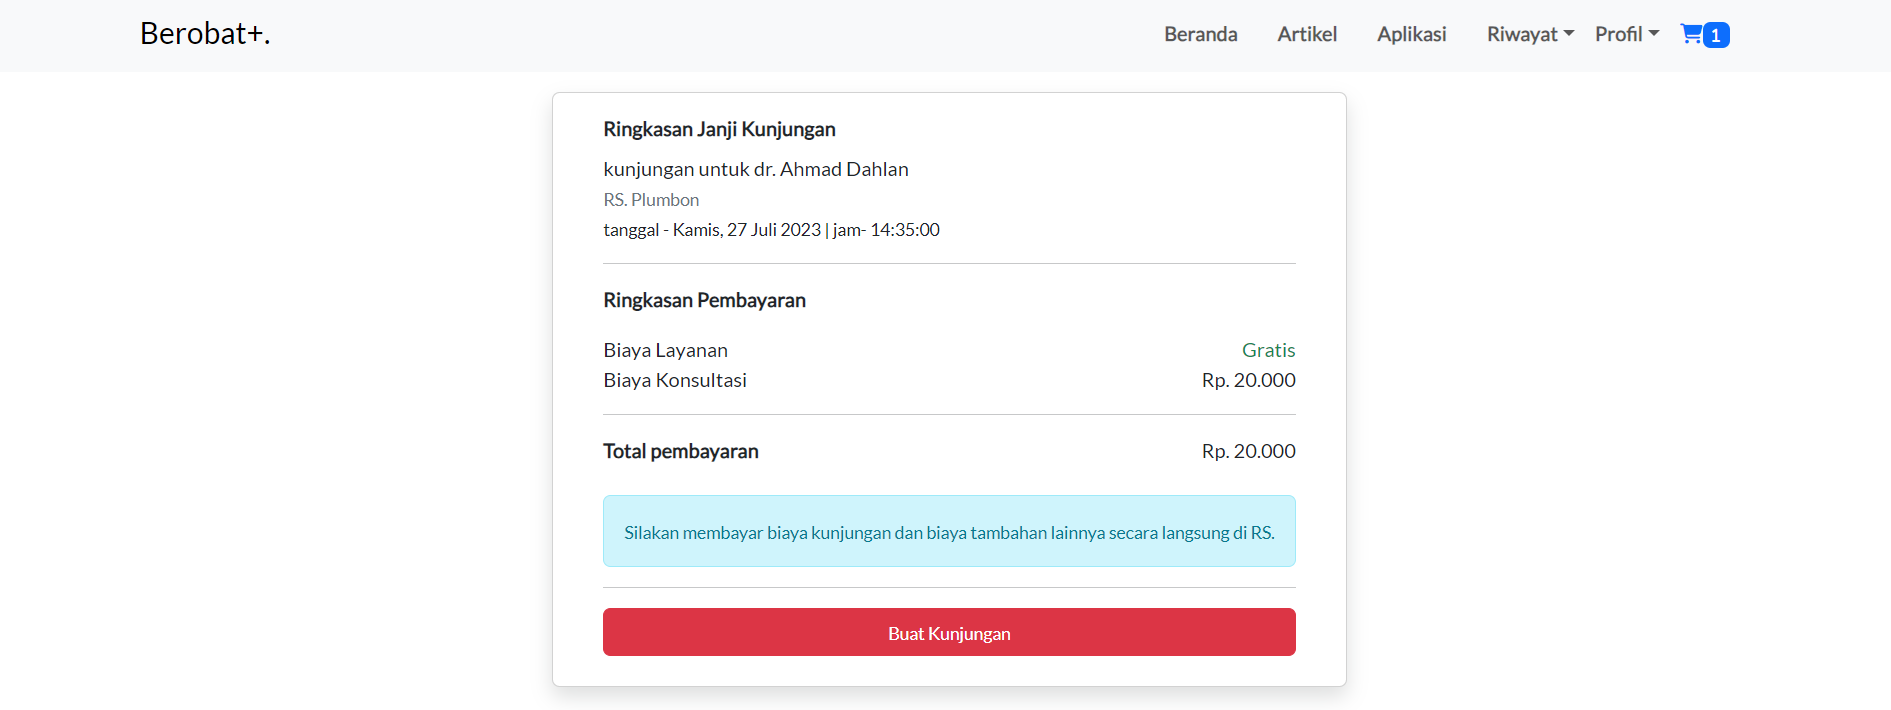 Berobat+.
Beranda Artikel Aplikasi Riwayat Profil 1
Ringkasan Janji Kunjungan
kunjungan untuk dr. Ahmad Dahlan
RS. Plumbon
tanggal - Kamis, 27 Juli 2023 | jam- 14:35:00
Ringkasan Pembayaran
Biaya Layanan Gratis
Biaya Konsultasi Rp. 20.000
Total pembayaran Rp. 20.000
Silakan membayar biaya kunjungan dan biaya tambahan lainnya secara langsung di RS.
Buat Kunjungan